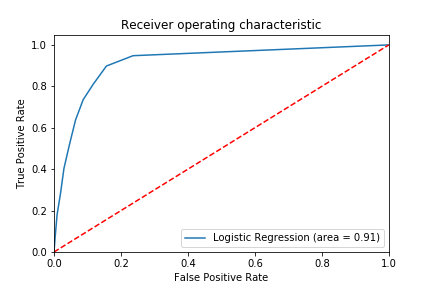 Receiver operating characteristic
1.0
0.8
0.6
0.4
0.2
0.0
True Positive Rate
Logistic Regression (area = 0.91)
0.0 0.2 0.4 0.6 0.8 1.0
False Positive Rate